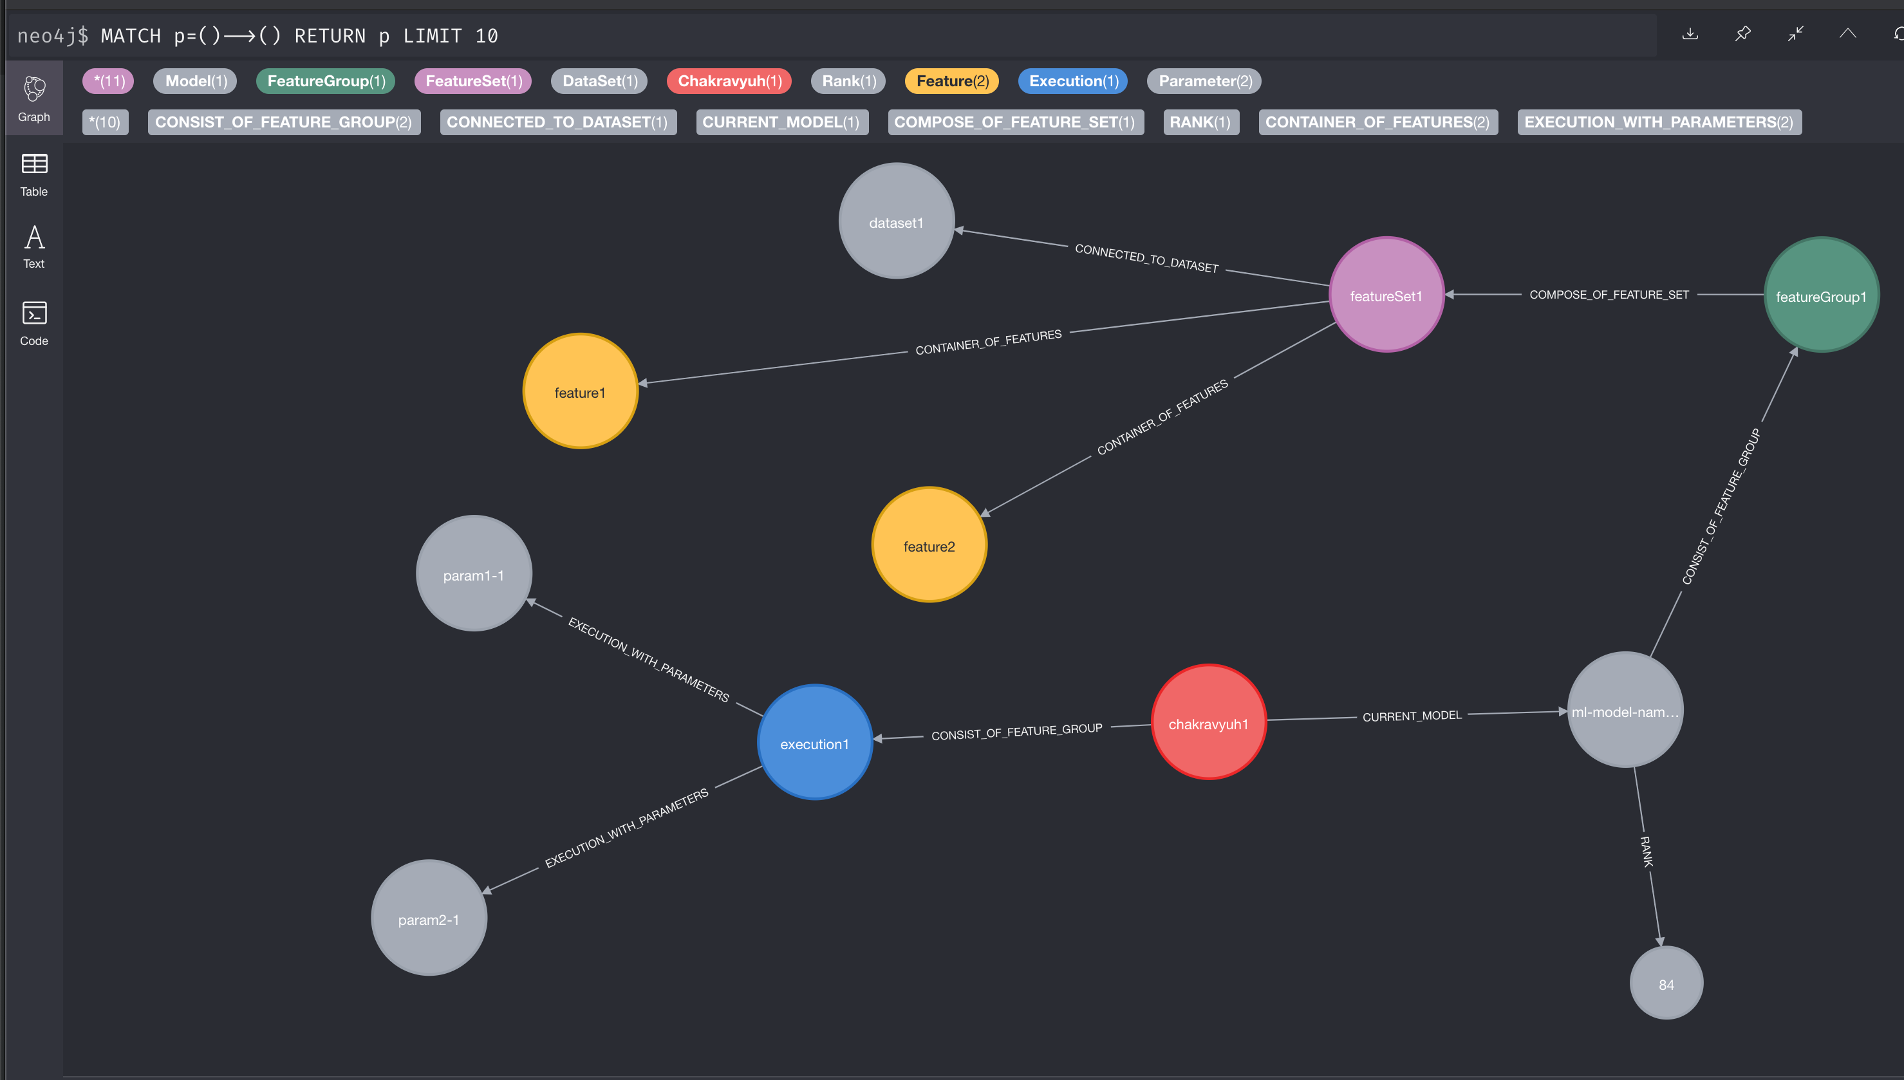 neo4j$ MATCH p=()-->() RETURN p LIMIT 10
*(11) Model(1) FeatureGroup(1) FeatureSet(1) DataSet(1) Chakravyuh(1) Rank(1) Feature(2) Execution(1) Parameter(2)
*(10) CONSIST_OF_FEATURE_GROUP(2) CONNECTED_TO_DATASET(1) CURRENT_MODEL(1) COMPOSE_OF_FEATURE_SET(1) RANK(1) CONTAINER_OF_FEATURES(2) EXECUTION_WITH_PARAMETERS(2)
Graph
Table
Text
Code
dataset1
CONNECTED_TO_DATASET
featureSet1
COMPOSE_OF_FEATURE_SET
featureGroup1
CONTAINER_OF_FEATURES
feature1
CONTAINER_OF_FEATURES
feature2
CONSIST_OF_FEATURE_GROUP
param1-1
EXECUTION_WITH_PARAMETERS
execution1
CONSIST_OF_FEATURE_GROUP
chakravyuh1
CURRENT_MODEL
ml-model-nam...
EXECUTION_WITH_PARAMETERS
param2-1
RANK
84